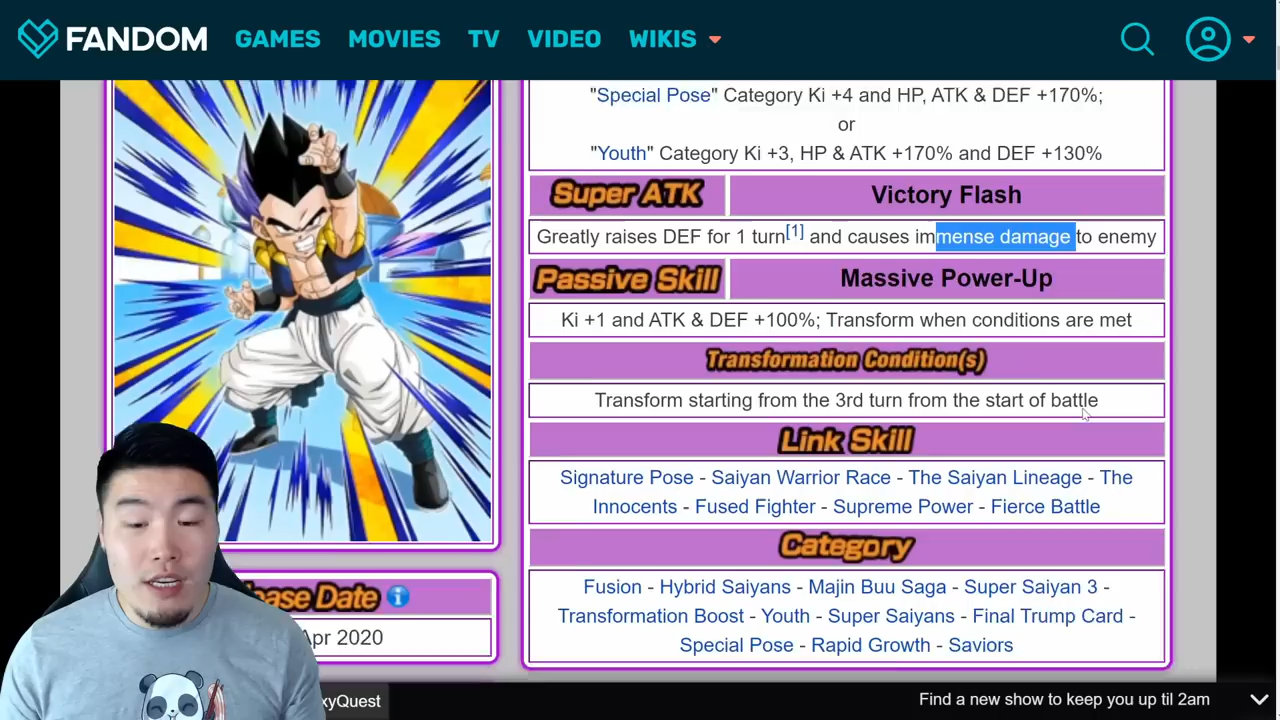 FANDOM GAMES MOVIES TV VIDEO WIKIS
"Special Pose" Category Ki +4 and HP, ATK & DEF +170%;
or
"Youth" Category Ki +3, HP & ATK +170% and DEF +130%
Super ATK Victory Flash
Greatly raises DEF for 1 turn[1] and causes immense damage to enemy
Passive Skill Massive Power-Up
Ki +1 and ATK & DEF +100%; Transform when conditions are met
Transformation Condition(s)
Transform starting from the 3rd turn from the start of battle
Link Skill
Signature Pose - Saiyan Warrior Race - The Saiyan Lineage - The
Innocents - Fused Fighter - Supreme Power - Fierce Battle
Category
Fusion - Hybrid Saiyans - Majin Buu Saga - Super Saiyan 3 -
Transformation Boost - Youth - Super Saiyans - Final Trump Card -
Special Pose - Rapid Growth - Saviors
Date i
Apr 2020
xyQuest
Find a new show to keep you up til 2am